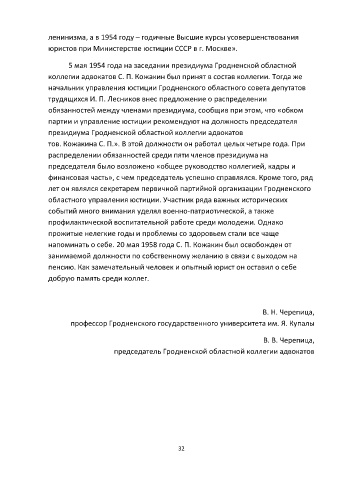 ленинизма, а в 1954 году – годичные Высшие курсы усовершенствования
юристов при Министерстве юстиции СССР в г. Москве».
5 мая 1954 года на заседании президиума Гродненской областной
коллегии адвокатов С. П. Кожакин был принят в состав коллегии. Тогда же
начальник управления юстиции Гродненского областного совета депутатов
трудящихся И. П. Лесников внес предложение о распределении
обязанностей между членами президиума, сообщив при этом, что «обком
партии и управление юстиции рекомендуют на должность председателя
президиума Гродненской областной коллегии адвокатов
тов. Кожакина С. П.». В этой должности он работал целых четыре года. При
распределении обязанностей среди пяти членов президиума на
председателя было возложено «общее руководство коллегией, кадры и
финансовая часть», с чем председатель успешно справлялся. Кроме того, ряд
лет он являлся секретарем первичной партийной организации Гродненского
областного управления юстиции. Участник ряда важных исторических
событий много внимания уделял военно-патриотической, а также
профилактической воспитательной работе среди молодежи. Однако
прожитые нелегкие годы и проблемы со здоровьем стали все чаще
напоминать о себе. 20 мая 1958 года С. П. Кожакин был освобожден от
занимаемой должности по собственному желанию в связи с выходом на
пенсию. Как замечательный человек и опытный юрист он оставил о себе
добрую память среди коллег.
В. Н. Черепица,
профессор Гродненского государственного университета им. Я. Купалы
В. В. Черепица,
председатель Гродненской областной коллегии адвокатов
32